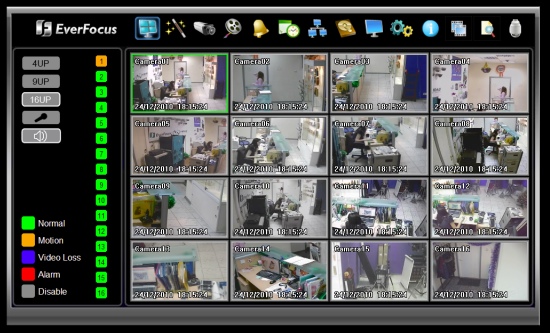 EverFocus
4UP
9UP
16UP
1
2
3
4
5
6
7
8
9
10
11
12
13
14
15
16
Normal
Motion
Video Loss
Alarm
Disable
Camera01
24/12/2010 18:15:24
Camera02
24/12/2010 18:15:24
Camera03
24/12/2010 18:15:24
Camera04
24/12/2010 18:15:24
Camera05
24/12/2010 18:15:24
Camera06
24/12/2010 18:15:24
Camera07
24/12/2010 18:15:24
Camera08
24/12/2010 18:15:24
Camera09
24/12/2010 18:15:24
Camera10
24/12/2010 18:15:24
Camera11
24/12/2010 18:15:24
Camera12
24/12/2010 18:15:24
Camera13
24/12/2010 18:15:24
Camera14
24/12/2010 18:15:24
Camera15
24/12/2010 18:15:24
Camera16
24/12/2010 18:15:24